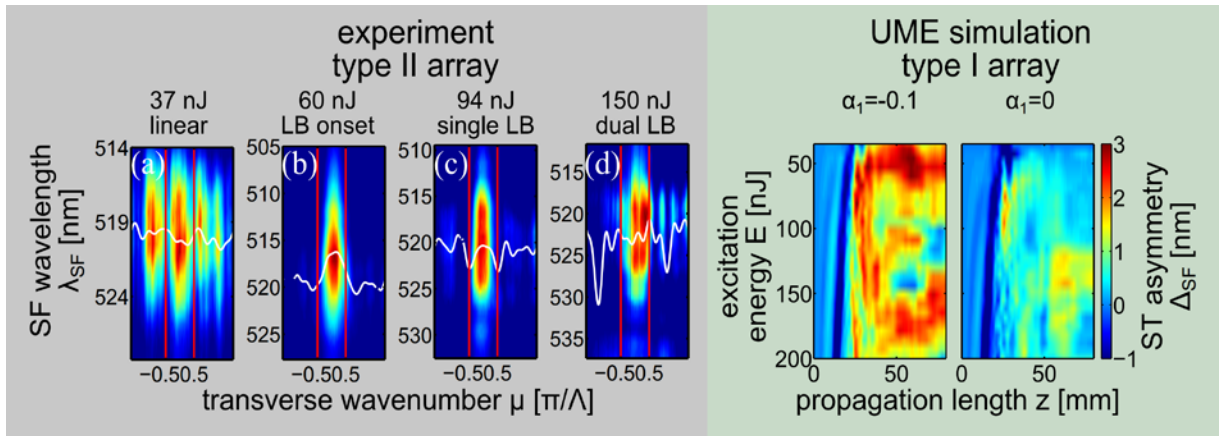 experiment
type II array
37 nJ
linear
60 nJ
LB onset
94 nJ
single LB
150 nJ
dual LB
(a)
(b)
(c)
(d)
SF wavelength
λSF [nm]
514
519
524
505
510
515
520
525
510
515
520
525
530
520
525
530
535
−0.50.5
−0.50.5
−0.50.5
−0.50.5
transverse wavenumber μ [π/Λ]
UME simulation
type I array
α1=-0.1
α1=0
excitation
energy E [nJ]
50
100
150
200
0
50
0
50
propagation length z [mm]
3
2
1
0
−1
ST asymmetry
ΔSF [nm]